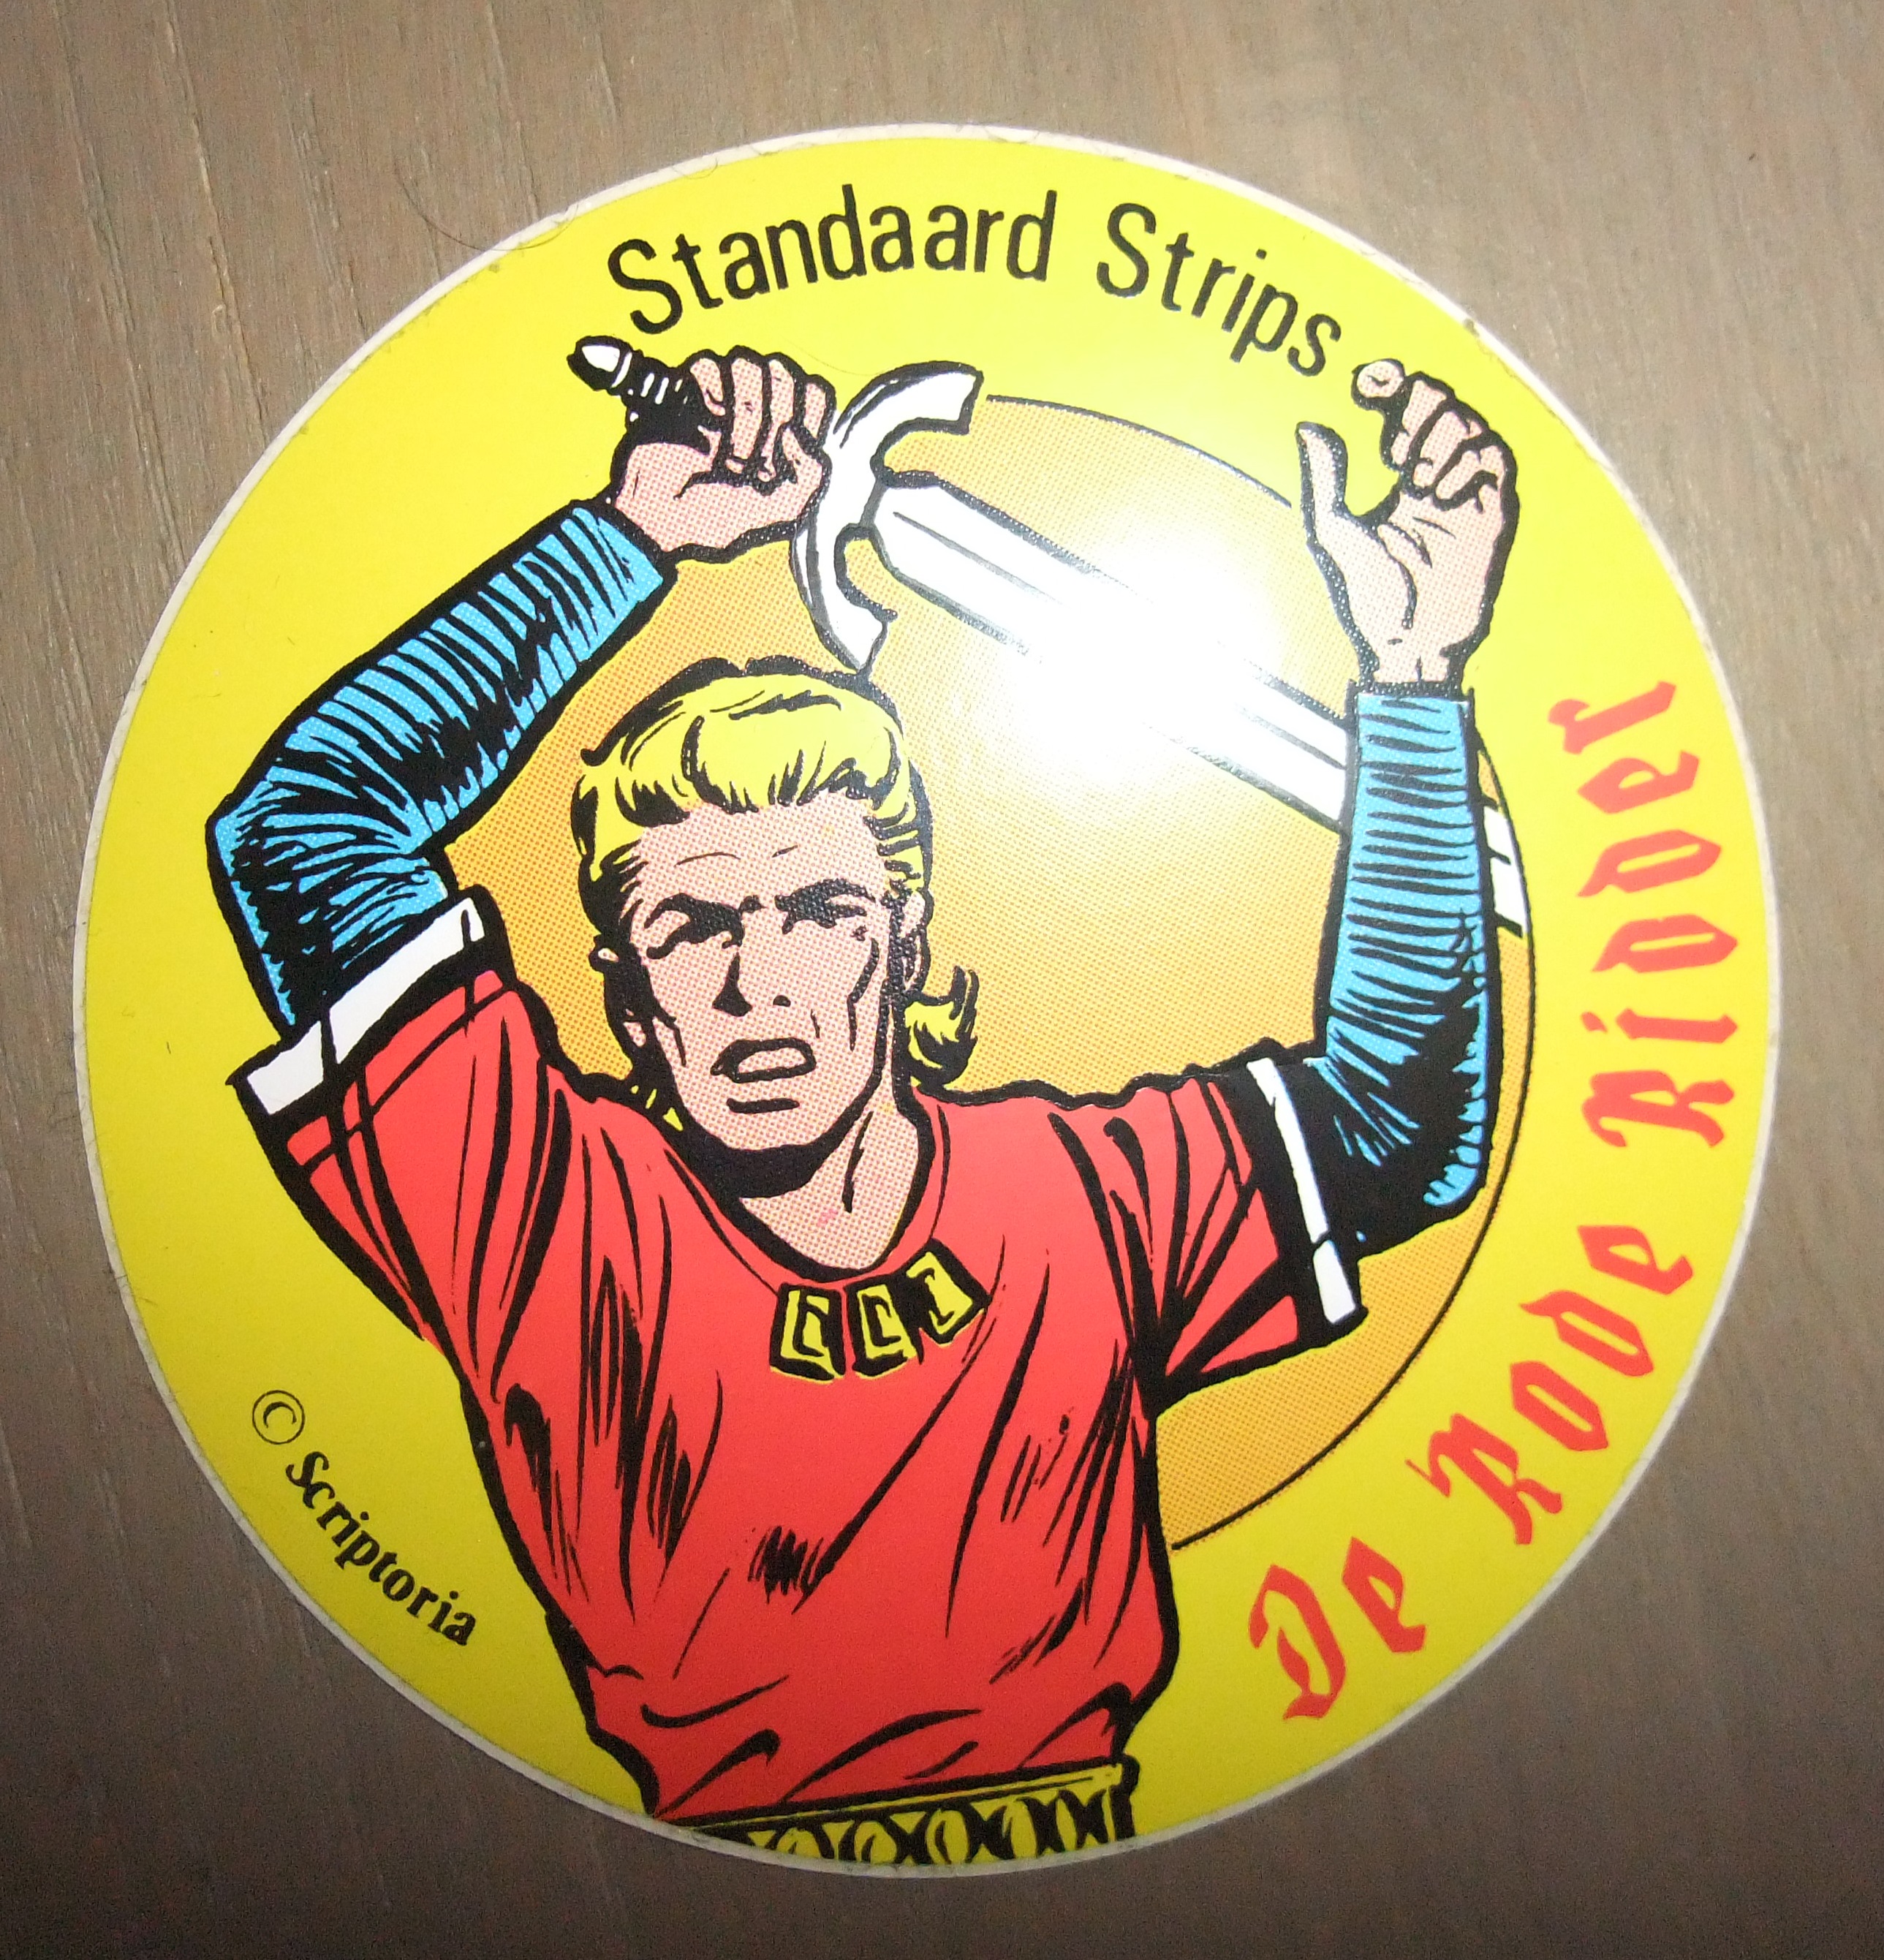 Standaard Strips
De Rode Ridder
© Scriptoria